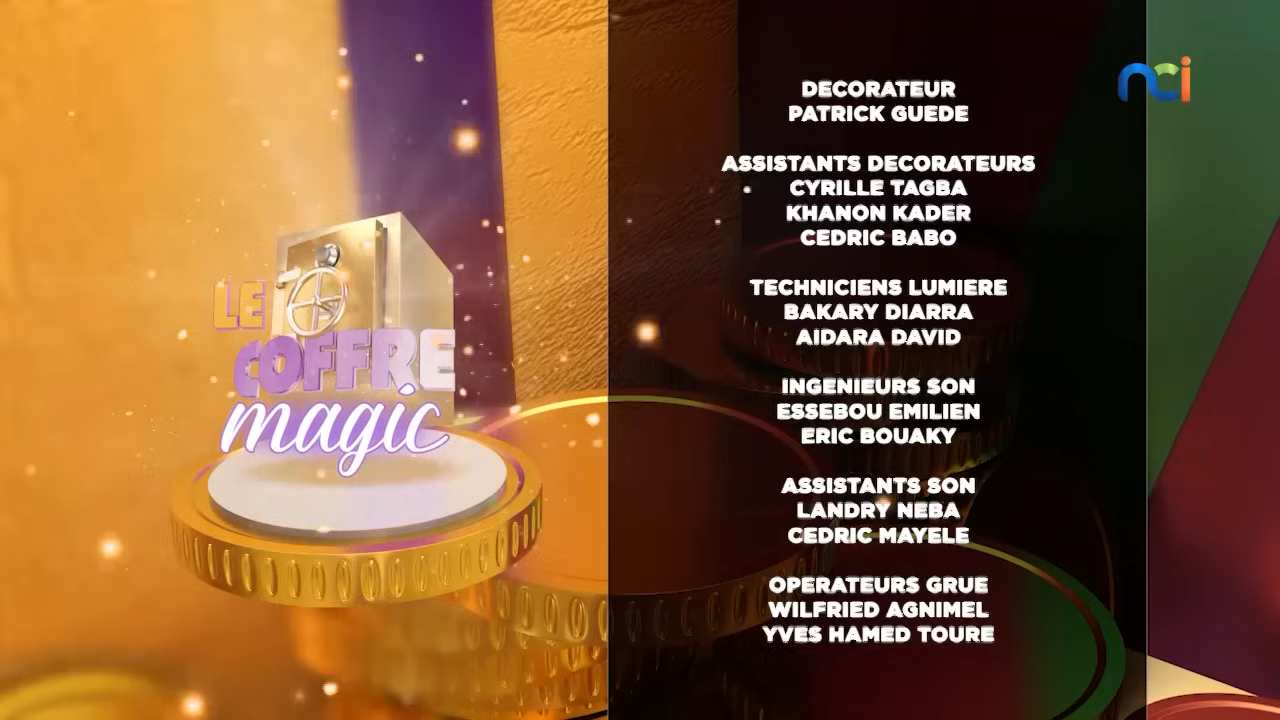 LE
COFFRE
magic
nci
DECORATEUR
PATRICK GUEDE
ASSISTANTS DECORATEURS
CYRILLE TAGBA
KHANON KADER
CEDRIC BABO
TECHNICIENS LUMIERE
BAKARY DIARRA
AIDARA DAVID
INGENIEURS SON
ESSEBOU EMILIEN
ERIC BOUAKY
ASSISTANTS SON
LANDRY NEBA
CEDRIC MAYELE
OPERATEURS GRUE
WILFRIED AGNIMEL
YVES HAMED TOURE